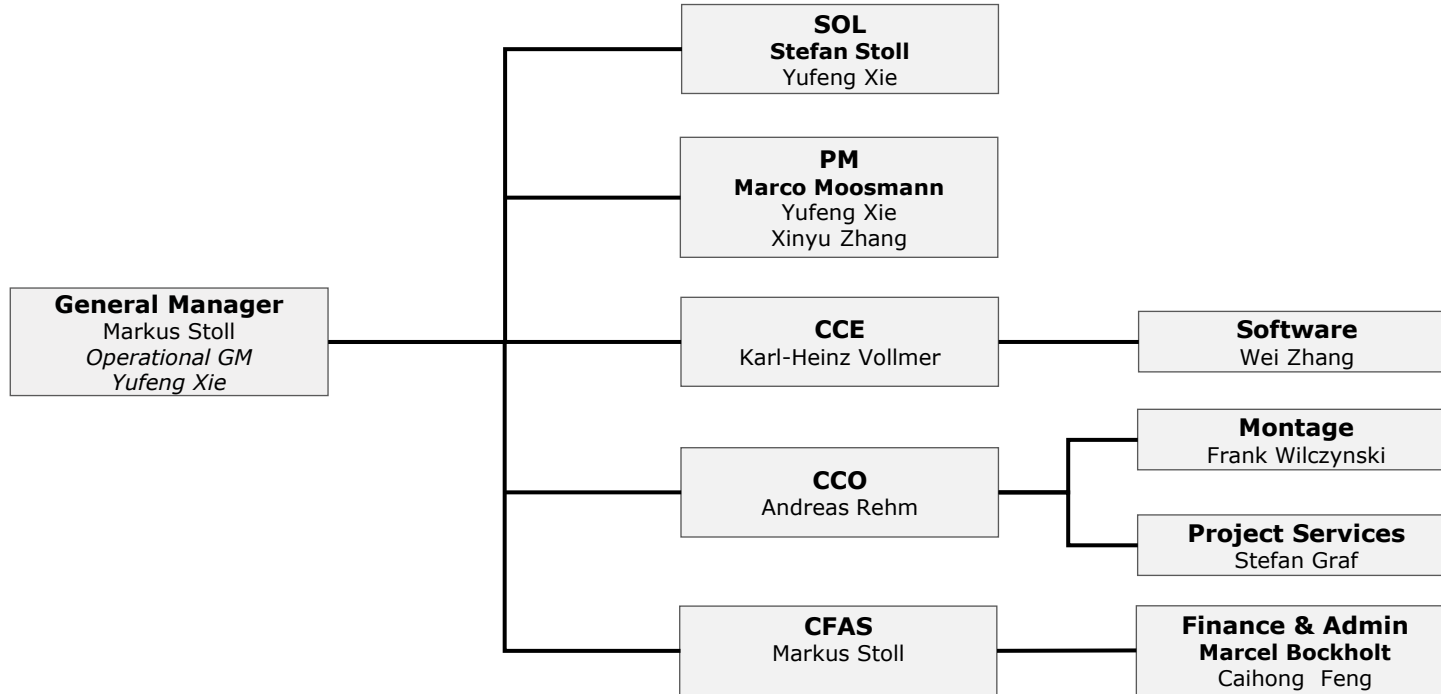 SOL
Stefan Stoll
Yufeng Xie
PM
Marco Moosmann
Yufeng Xie
Xinyu Zhang
General Manager
Markus Stoll
Operational GM
Yufeng Xie
CCE
Karl-Heinz Vollmer
Software
Wei Zhang
CCO
Andreas Rehm
Montage
Frank Wilczynski
Project Services
Stefan Graf
CFAS
Markus Stoll
Finance & Admin
Marcel Bockholt
Caihong Feng